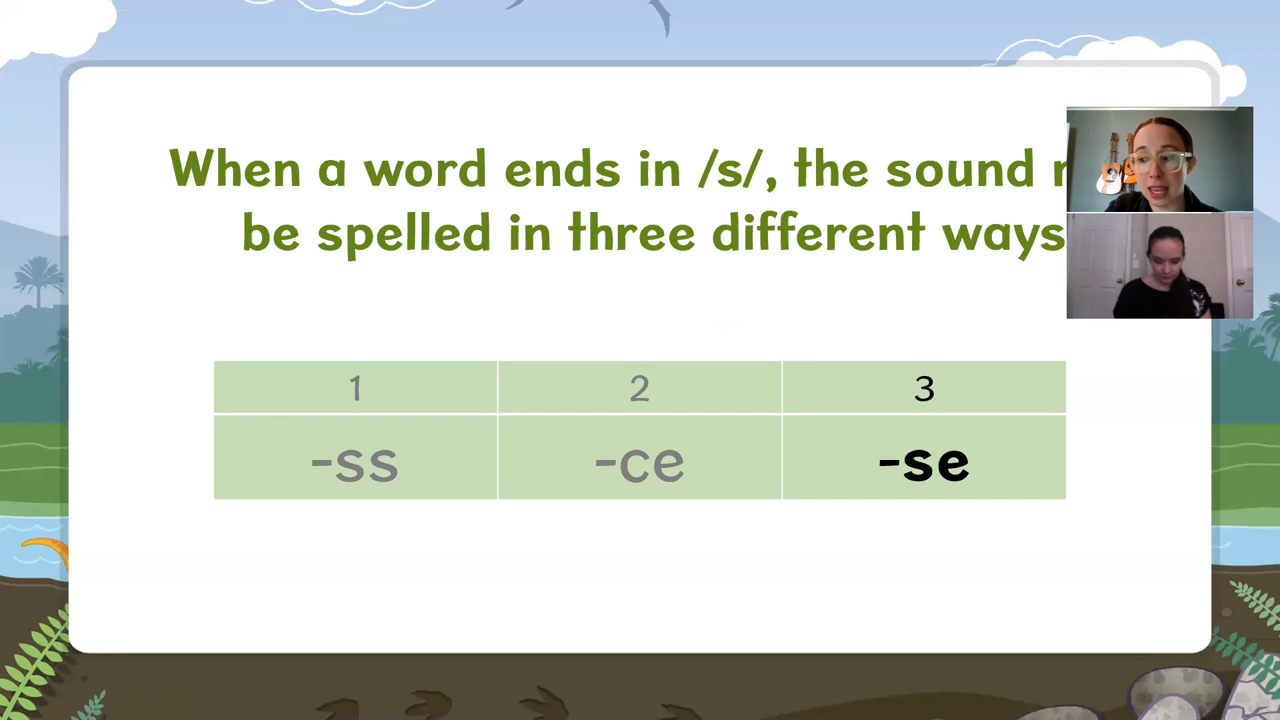 When a word ends in /s/, the sound
be spelled in three different ways
1 2 3
-ss -ce -se